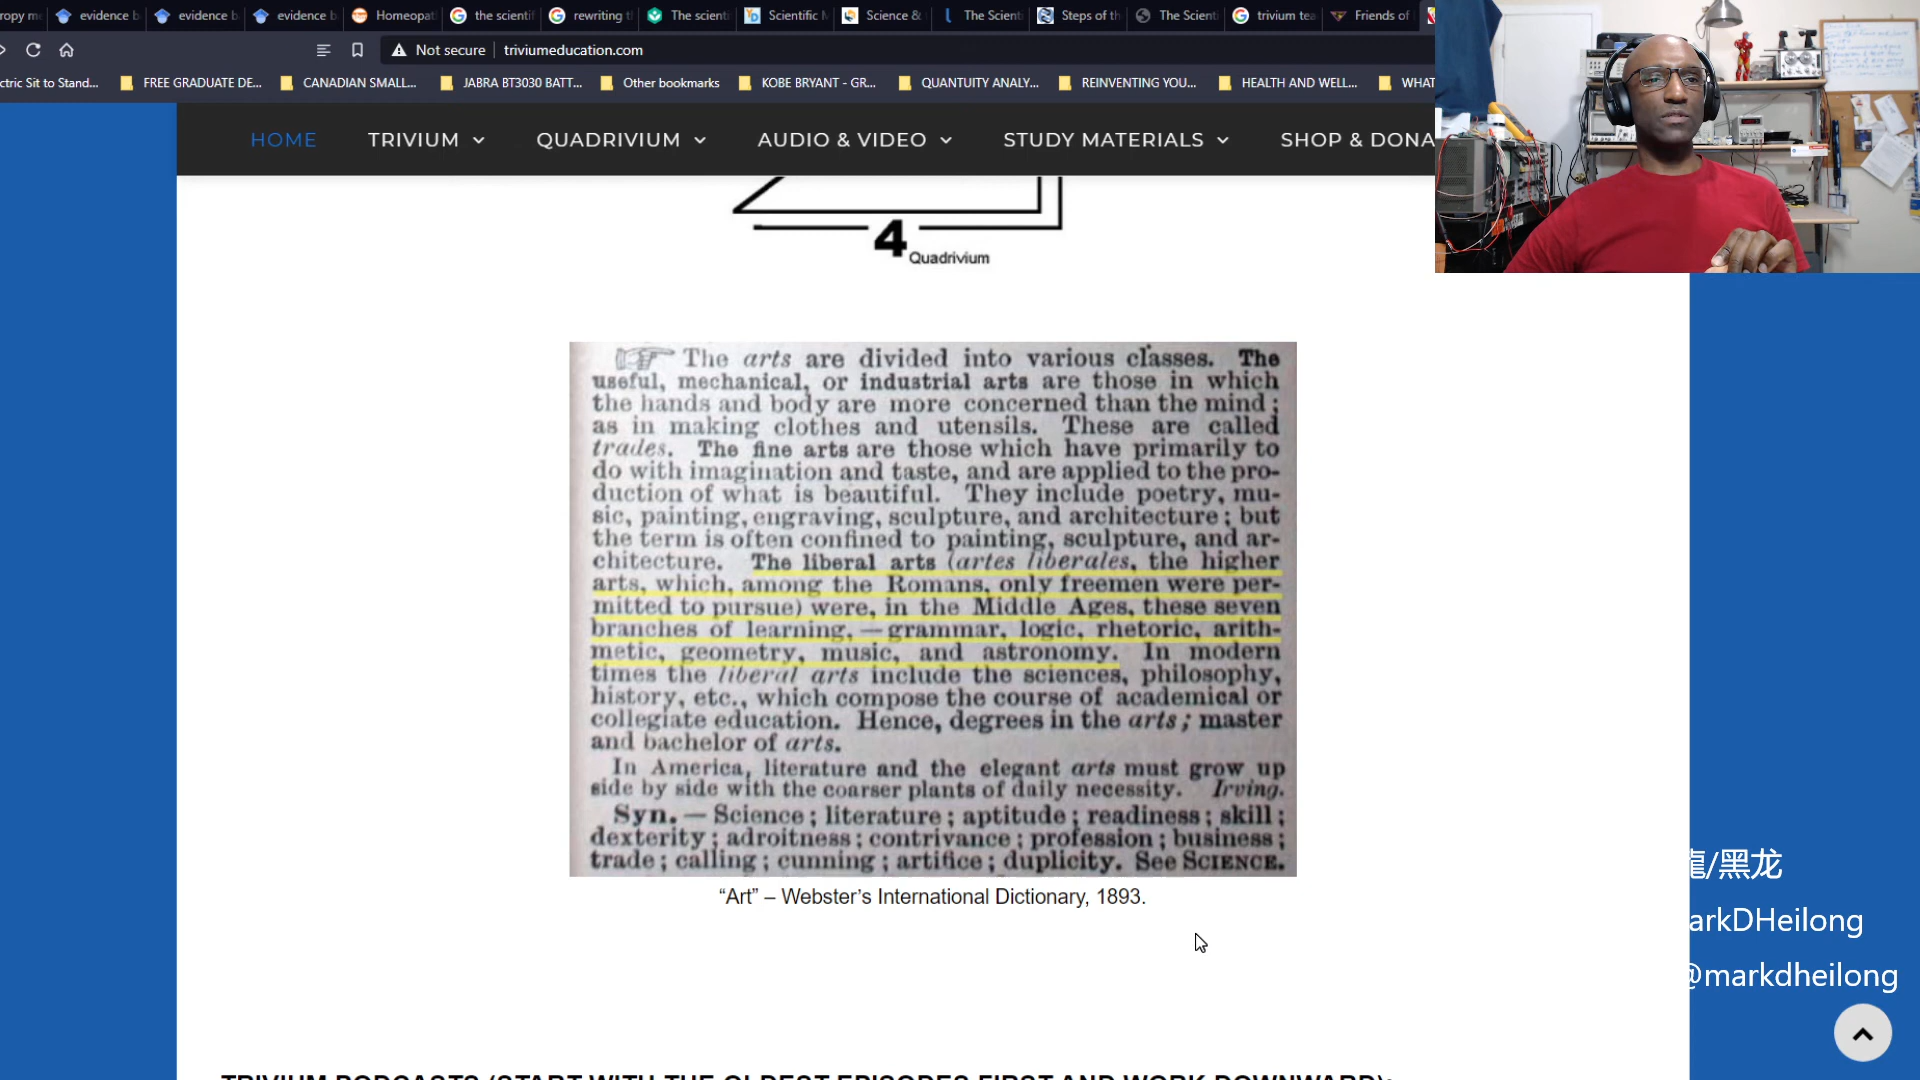 evidence b
evidence b
evidence b
Homeopat
the scientif
rewriting t
The scient
Scientific
Science &
The Scient
Steps of th
The Scient
trivium tea
Friends of
Not secure
triviumeducation.com
ctric Sit to Stand...
FREE GRADUATE DE...
CANADIAN SMALL...
JABRA BT3030 BATT...
Other bookmarks
KOBE BRYANT - GR...
QUANTUITY ANALY...
REINVENTING YOU...
HEALTH AND WELL...
WHAT
HOME
TRIVIUM
QUADRIVIUM
AUDIO & VIDEO
STUDY MATERIALS
SHOP & DONA
4
Quadrivium
The arts are divided into various classes. The
useful, mechanical, or industrial arts are those in which
the hands and body are more concerned than the mind;
as in making clothes and utensils. These are called
trades. The fine arts are those which have primarily to
do with imagination and taste, and are applied to the pro-
duction of what is beautiful. They include poetry, mu-
sic, painting, engraving, sculpture, and architecture; but
the term is often confined to painting, sculpture, and ar-
chitecture. The liberal arts (artes liberales, the higher
arts, which, among the Romans, only freemen were per-
mitted to pursue) were, in the Middle Ages, these seven
branches of learning, — grammar, logic, rhetoric, arith-
metic, geometry, music, and astronomy. In modern
times the liberal arts include the sciences, philosophy,
history, etc., which compose the course of academical or
collegiate education. Hence, degrees in the arts; master
and bachelor of arts.
In America, literature and the elegant arts must grow up
side by side with the coarser plants of daily necessity. Irving.
Syn. — Science; literature; aptitude; readiness; skill;
dexterity; adroitness; contrivance; profession; business;
trade; calling; cunning; artifice; duplicity. See SCIENCE.
“Art” – Webster’s International Dictionary, 1893.
龍/黑龙
arkDHeilong
@markdheilong
TRIVIUM PODCASTS (START WITH THE OLDEST EPISODES FIRST AND WORK DOWNWARD):